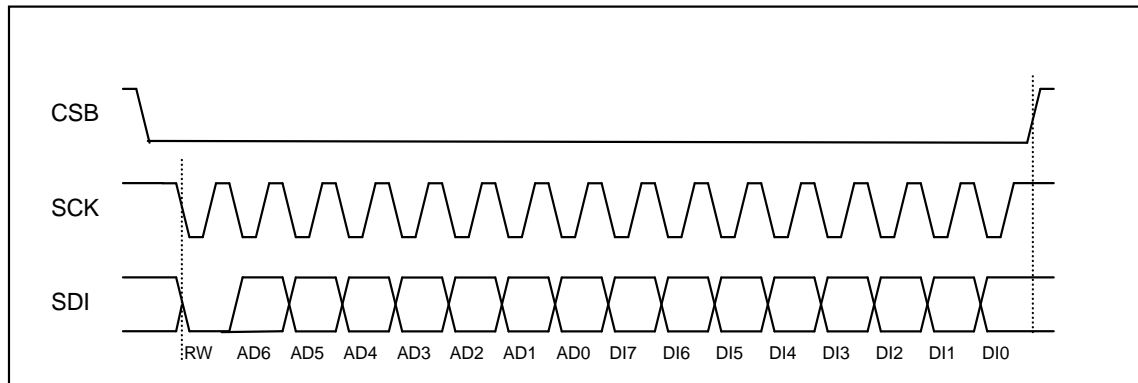 CSB
SCK
SDI
RW AD6 AD5 AD4 AD3 AD2 AD1 AD0 DI7 DI6 DI5 DI4 DI3 DI2 DI1 DI0